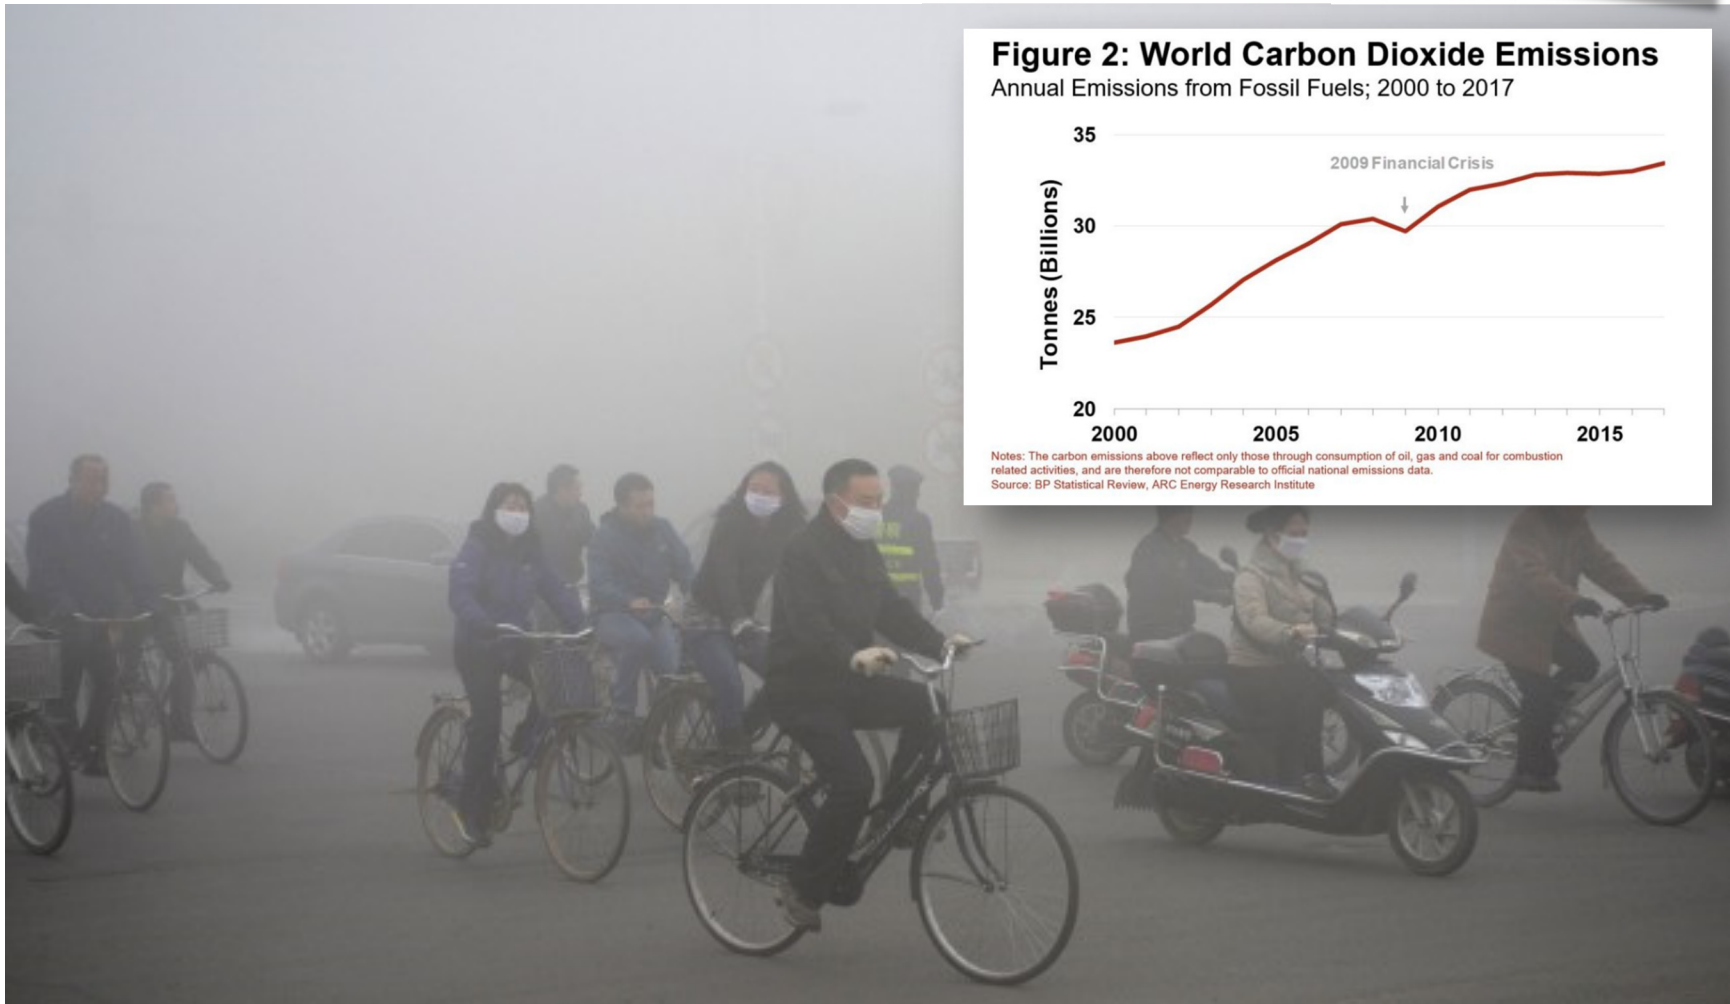 Figure 2: World Carbon Dioxide Emissions
Annual Emissions from Fossil Fuels; 2000 to 2017
35
2009 Financial Crisis
30
Tonnes (Billions)
25
20
2000 2005 2010 2015
Notes: The carbon emissions above reflect only those through consumption of oil, gas and coal for combustion
related activities, and are therefore not comparable to official national emissions data.
Source: BP Statistical Review, ARC Energy Research Institute